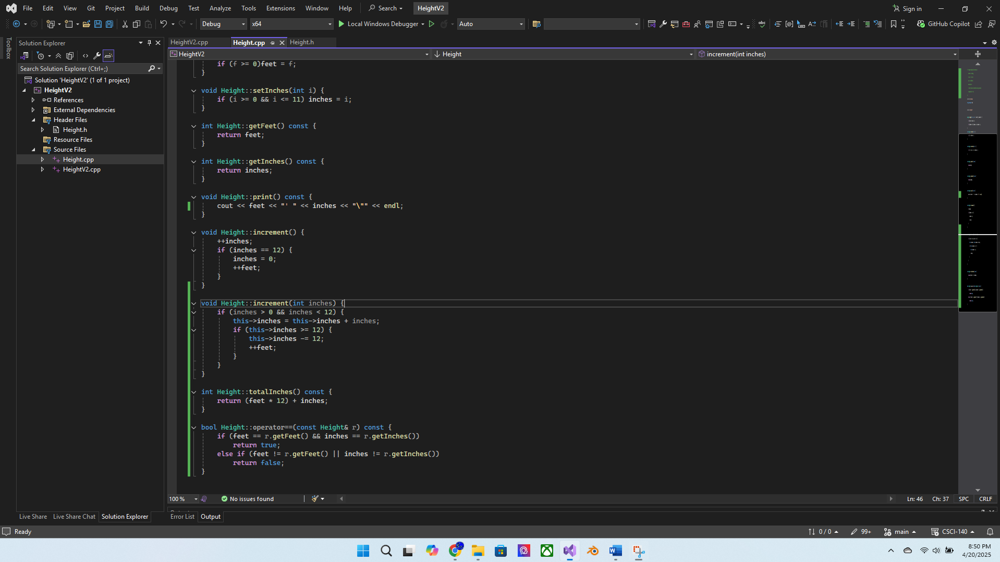 File Edit View Git Project Build Debug Test Analyze Tools Extensions Window Help Search HeightV2 Sign in
Debug x64 Local Windows Debugger Auto GitHub Copilot
Toolbox
Solution Explorer
Search Solution Explorer (Ctrl+;)
Solution 'HeightV2' (1 of 1 project)
HeightV2
References
External Dependencies
Header Files
Height.h
Resource Files
Source Files
Height.cpp
HeightV2.cpp
HeightV2.cpp Height.cpp Height.h
HeightV2 Height increment(int inches)
if (f >= 0)feet = f;
}
void Height::setInches(int i) {
if (i >= 0 && i <= 11) inches = i;
}
int Height::getFeet() const {
return feet;
}
int Height::getInches() const {
return inches;
}
void Height::print() const {
cout << feet << "' " << inches << "\"" << endl;
}
void Height::increment() {
++inches;
if (inches == 12) {
inches = 0;
++feet;
}
}
void Height::increment(int inches) {
if (inches > 0 && inches < 12) {
this->inches = this->inches + inches;
if (this->inches >= 12) {
this->inches -= 12;
++feet;
}
}
}
int Height::totalInches() const {
return (feet * 12) + inches;
}
bool Height::operator==(const Height& r) const {
if (feet == r.getFeet() && inches == r.getInches())
return true;
else if (feet != r.getFeet() || inches != r.getInches())
return false;
}
100 % No issues found Ln: 46 Ch: 37 SPC CRLF
Live Share Live Share Chat Solution Explorer Error List Output
Ready 0 / 0 99+ main CSCI-140
8:50 PM
4/20/2025